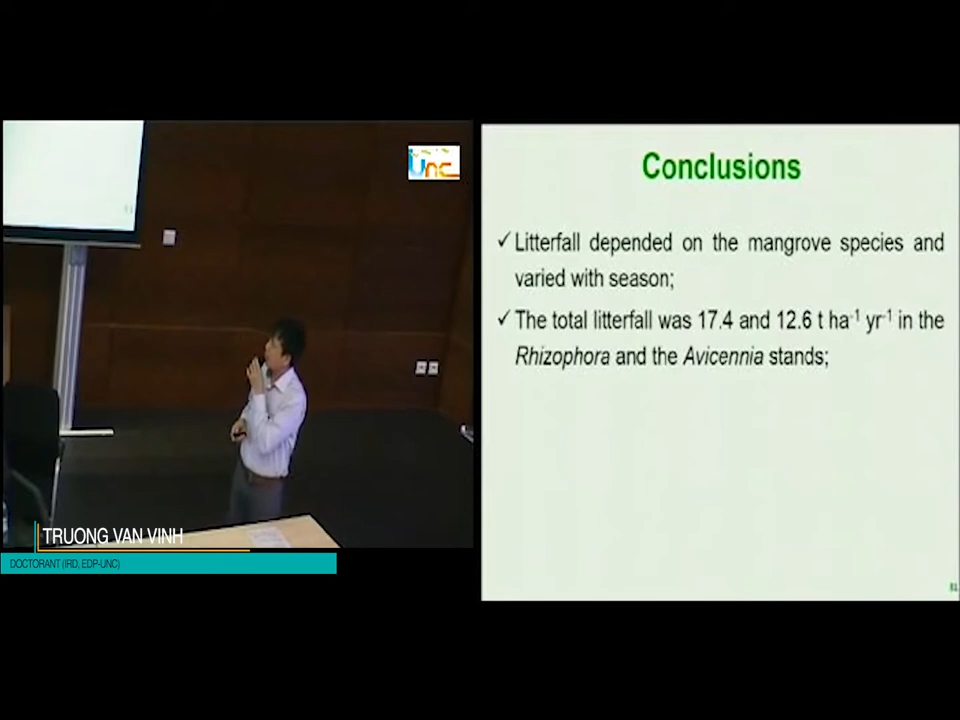 Unc
TRUONG VAN VINH
DOCTORANT (IRD, EDP-UNC)
Conclusions
✓ Litterfall depended on the mangrove species and
varied with season;
✓ The total litterfall was 17.4 and 12.6 t ha⁻¹ yr⁻¹ in the
Rhizophora and the Avicennia stands;